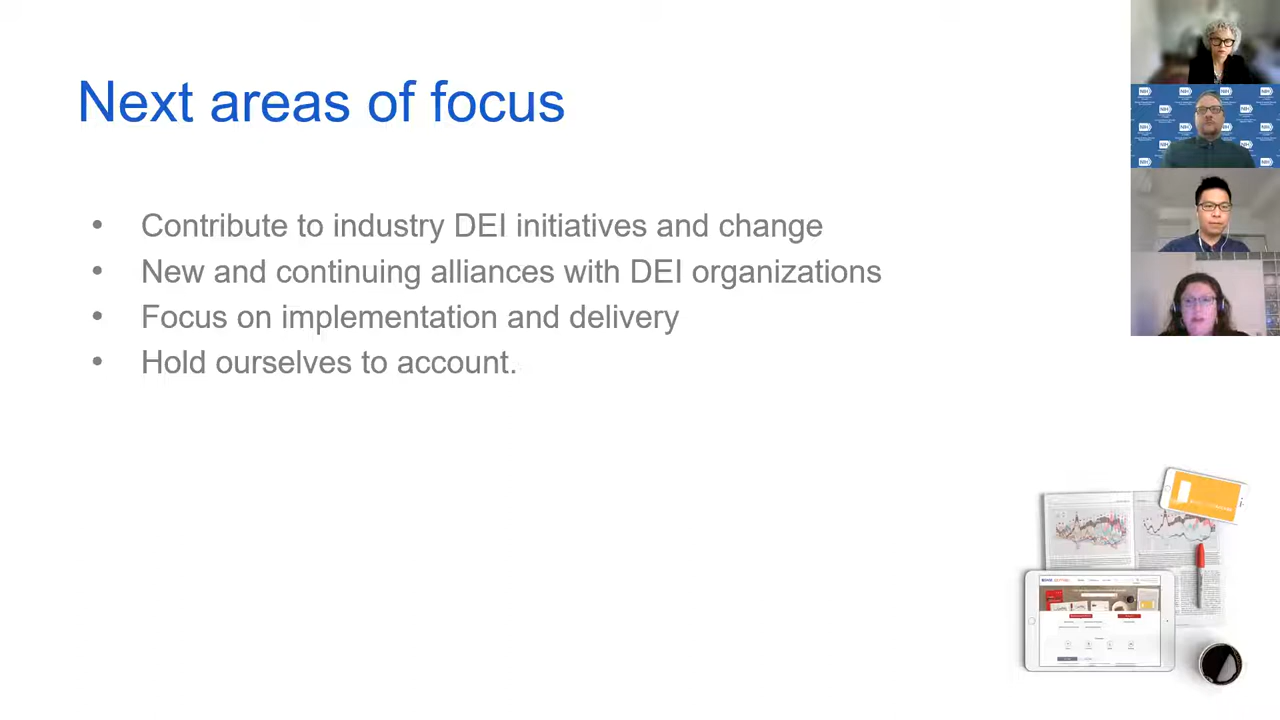 Next areas of focus
• Contribute to industry DEI initiatives and change
• New and continuing alliances with DEI organizations
• Focus on implementation and delivery
• Hold ourselves to account.
NIH